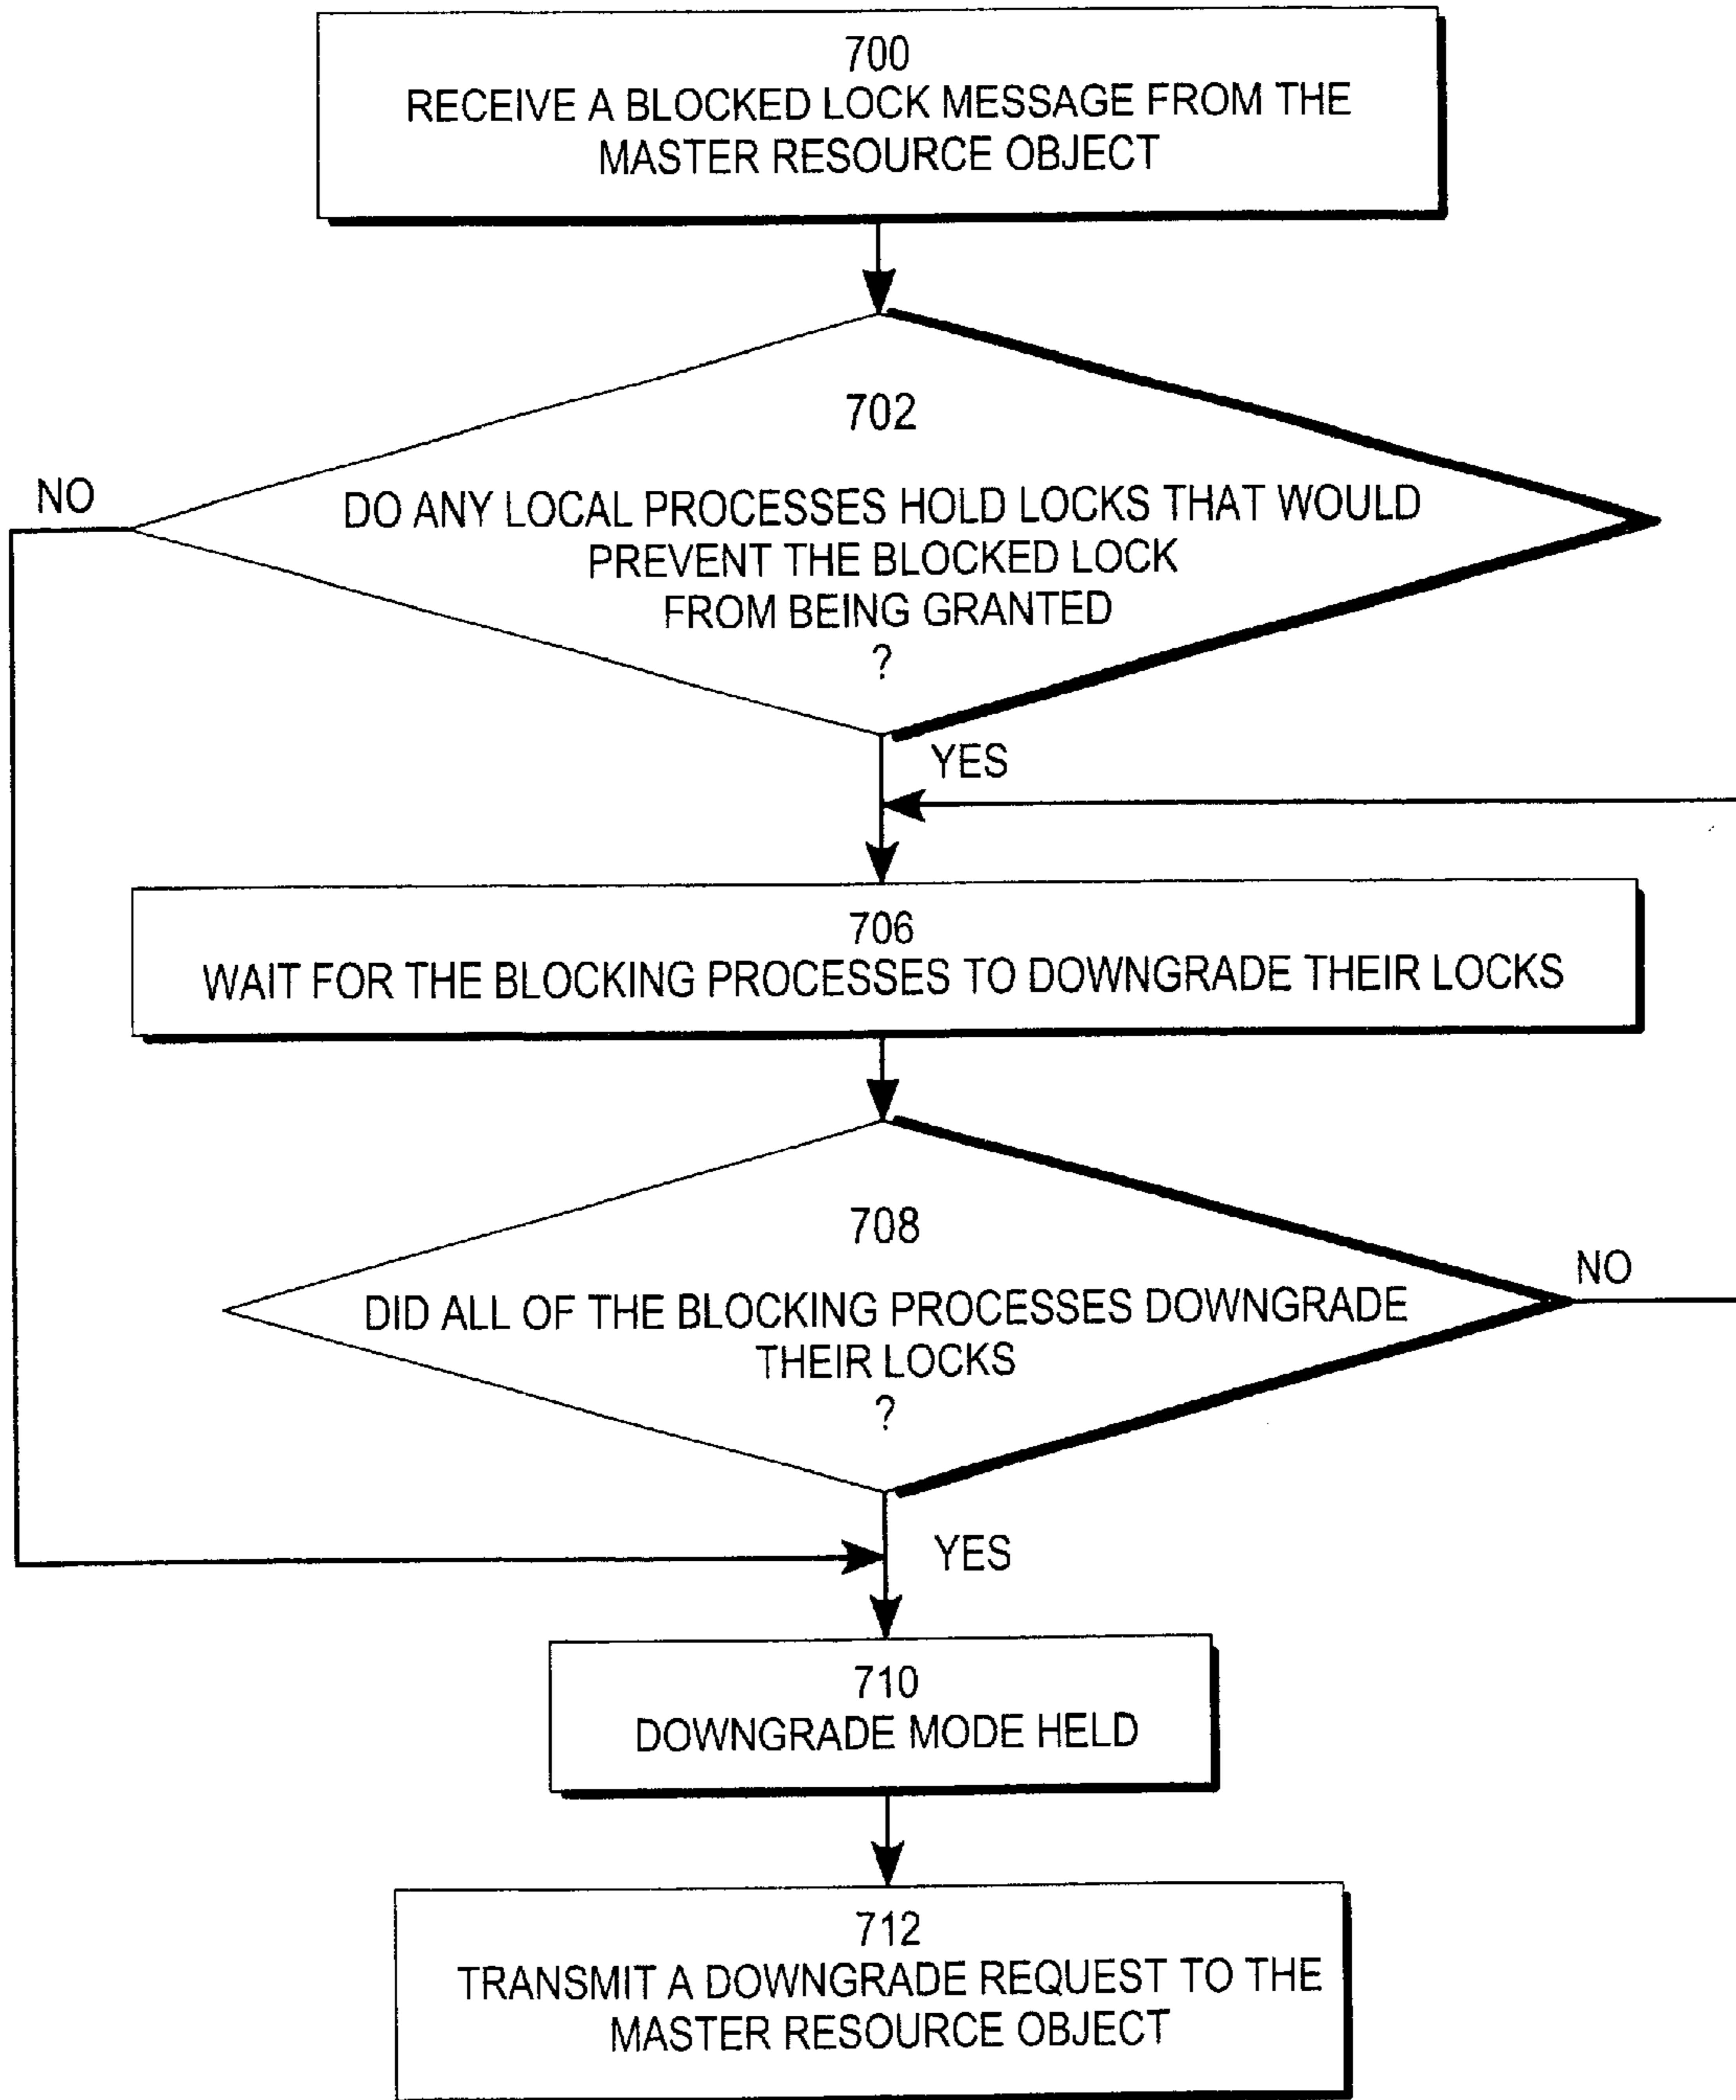 700
RECEIVE A BLOCKED LOCK MESSAGE FROM THE
MASTER RESOURCE OBJECT
702
NO
DO ANY LOCAL PROCESSES HOLD LOCKS THAT WOULD
PREVENT THE BLOCKED LOCK
FROM BEING GRANTED
?
YES
706
WAIT FOR THE BLOCKING PROCESSES TO DOWNGRADE THEIR LOCKS
708
NO
DID ALL OF THE BLOCKING PROCESSES DOWNGRADE
THEIR LOCKS
?
YES
710
DOWNGRADE MODE HELD
712
TRANSMIT A DOWNGRADE REQUEST TO THE
MASTER RESOURCE OBJECT